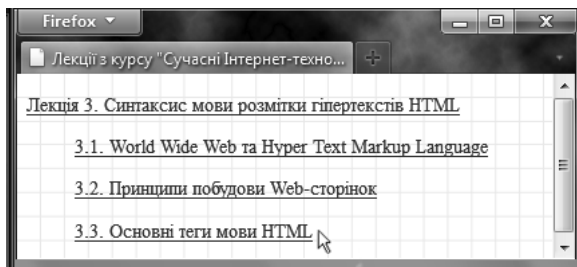 Firefox
Лекції з курсу "Сучасні Інтернет-техно...
Лекція 3. Синтаксис мови розмітки гіпертекстів HTML
3.1. World Wide Web та Hyper Text Markup Language
3.2. Принципи побудови Web-сторінок
3.3. Основні теги мови HTML